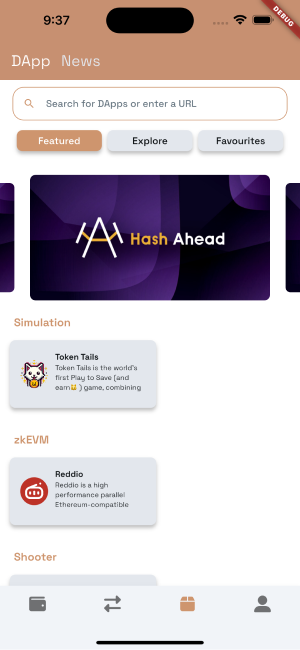 9:37
DEBUG
DApp News
Search for DApps or enter a URL
Featured Explore Favourites
Hash Ahead
Simulation
Token Tails
Token Tails is the world's
first Play to Save (and
earn😹 ) game, combining
zkEVM
Reddio
Reddio is a high
performance parallel
Ethereum-compatible
Shooter